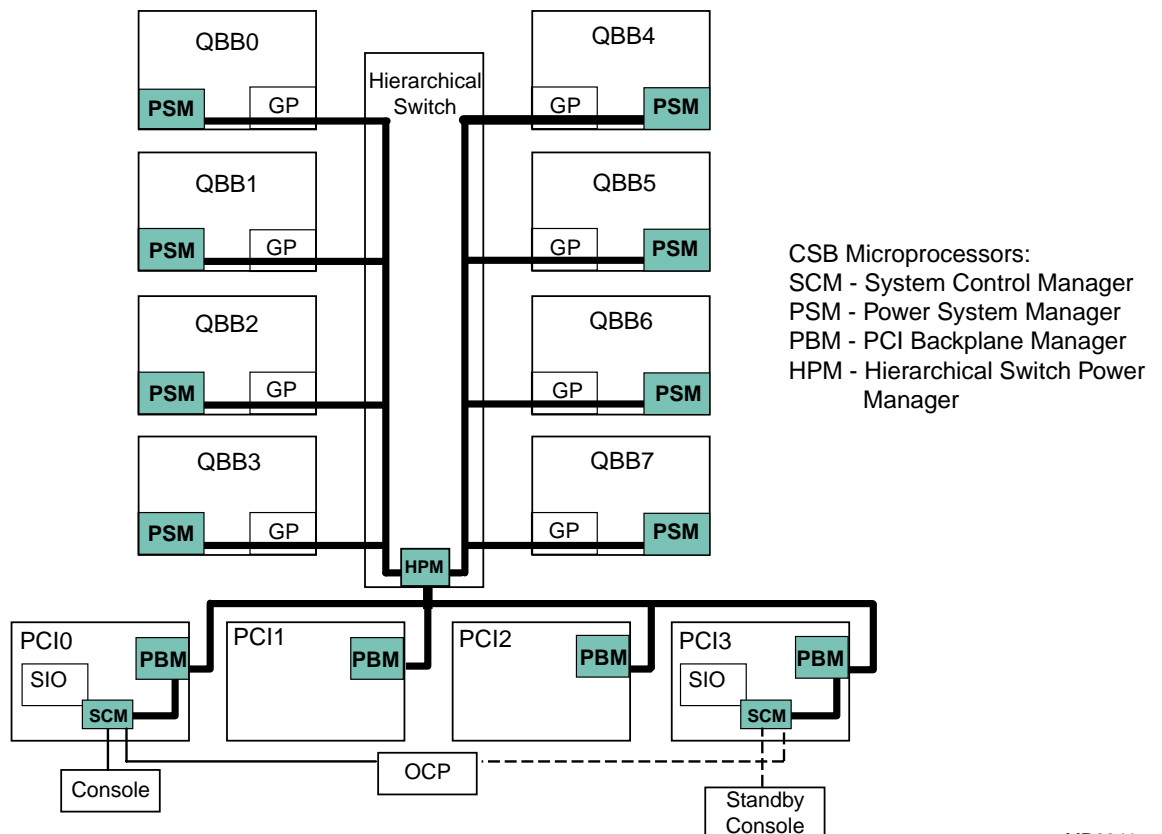 QBB0
PSM
GP
Hierarchical
Switch
QBB4
GP
PSM
QBB1
PSM
GP
QBB5
GP
PSM
QBB2
PSM
GP
QBB6
GP
PSM
QBB3
PSM
GP
QBB7
GP
PSM
HPM
CSB Microprocessors:
SCM - System Control Manager
PSM - Power System Manager
PBM - PCI Backplane Manager
HPM - Hierarchical Switch Power
Manager
PCI0
PBM
SIO
SCM
PCI1
PBM
PCI2
PBM
PCI3
PBM
SIO
SCM
Console
OCP
Standby
Console